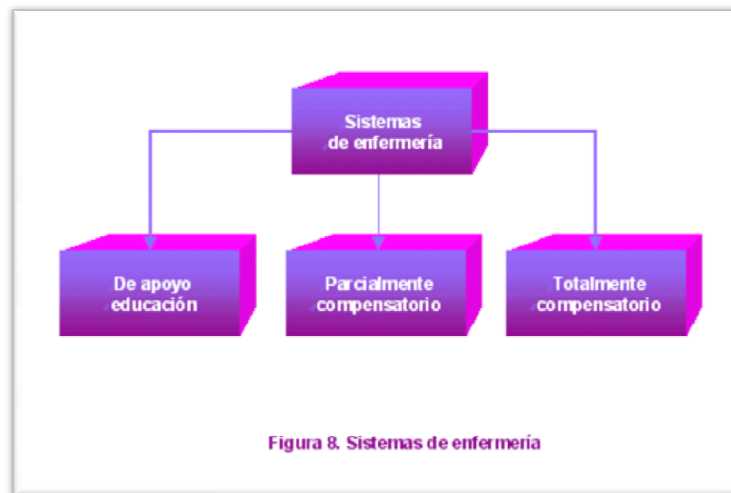 Sistemas
de enfermería
De apoyo
educación
Parcialmente
compensatorio
Totalmente
compensatorio
Figura 8. Sistemas de enfermería